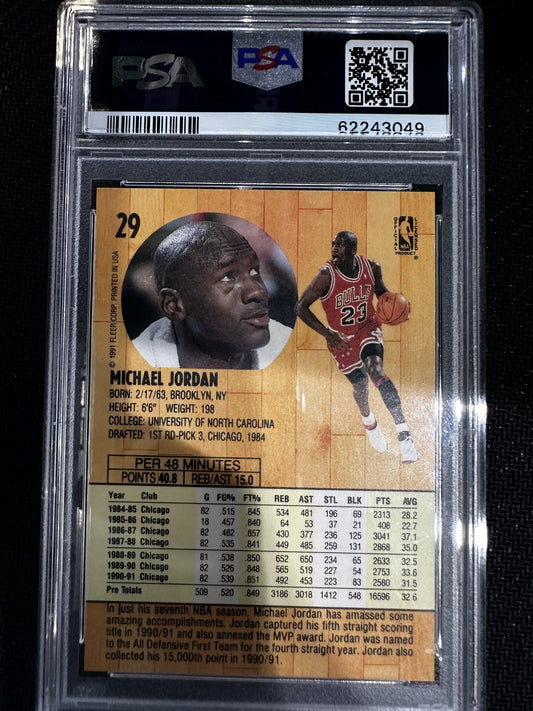 PSA
PSA
62243049
29
OFFICIAL LICENSED
NBA
PRODUCT
®
© 1991 FLEER CORP. PRINTED IN USA
BULLS
23
MICHAEL JORDAN
BORN: 2/17/63, BROOKLYN, NY
HEIGHT: 6'6" WEIGHT: 198
COLLEGE: UNIVERSITY OF NORTH CAROLINA
DRAFTED: 1ST RD-PICK 3, CHICAGO, 1984
PER 48 MINUTES
POINTS 40.8 REB/AST 15.0
Year Club G FG% FT% REB AST STL BLK PTS AVG
1984-85 Chicago 82 .515 .845 534 481 196 69 2313 28.2
1985-86 Chicago 18 .457 .840 64 53 37 21 408 22.7
1986-87 Chicago 82 .482 .857 430 377 236 125 3041 37.1
1987-88 Chicago 82 .535 .841 449 485 259 131 2868 35.0
1988-89 Chicago 81 .538 .850 652 650 234 65 2633 32.5
1989-90 Chicago 82 .526 .848 565 519 227 54 2753 33.6
1990-91 Chicago 82 .539 .851 492 453 223 83 2580 31.5
Pro Totals 509 .520 .849 3186 3018 1412 548 16596 32.6
In just his seventh NBA season, Michael Jordan has amassed some
amazing accomplishments. Jordan captured his fifth straight scoring
title in 1990/91 and also annexed the MVP award. Jordan was named
to the All Defensive First Team for the fourth straight year. Jordan also
collected his 15,000th point in 1990/91.